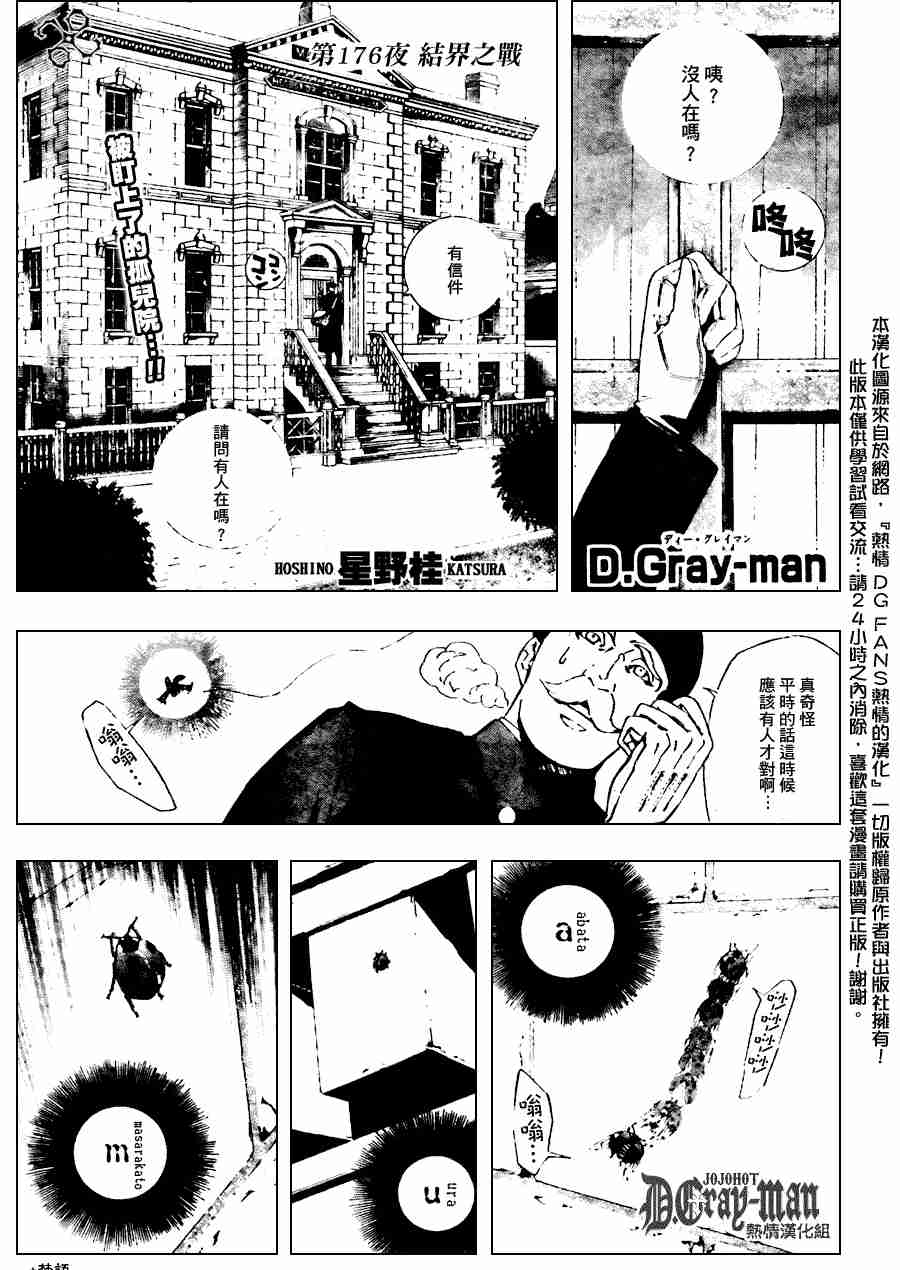 咦？
沒人在嗎？
咚咚
ディー・グレイマン
D.Gray-man
第176夜 結界之戰
被盯上了的孤兒院…!!
有信件
ココン
請問有人在嗎？
HOSHINO 星野桂 KATSURA
真奇怪
平時的話這時候
應該有人才對啊…
嗡嗡…
a
abata
嗡嗡…
JOJOHOT
D.Gray-man
熱情漢化組
u
ura
m
masarakato
本漢化圖源來自於網路，『熱情DG FANS熱情的漢化』一切版權歸原作者與出版社擁有！
此版本僅供學習試看交流…請24小時之內消除，喜歡這套漫畫請購買正版！謝謝。